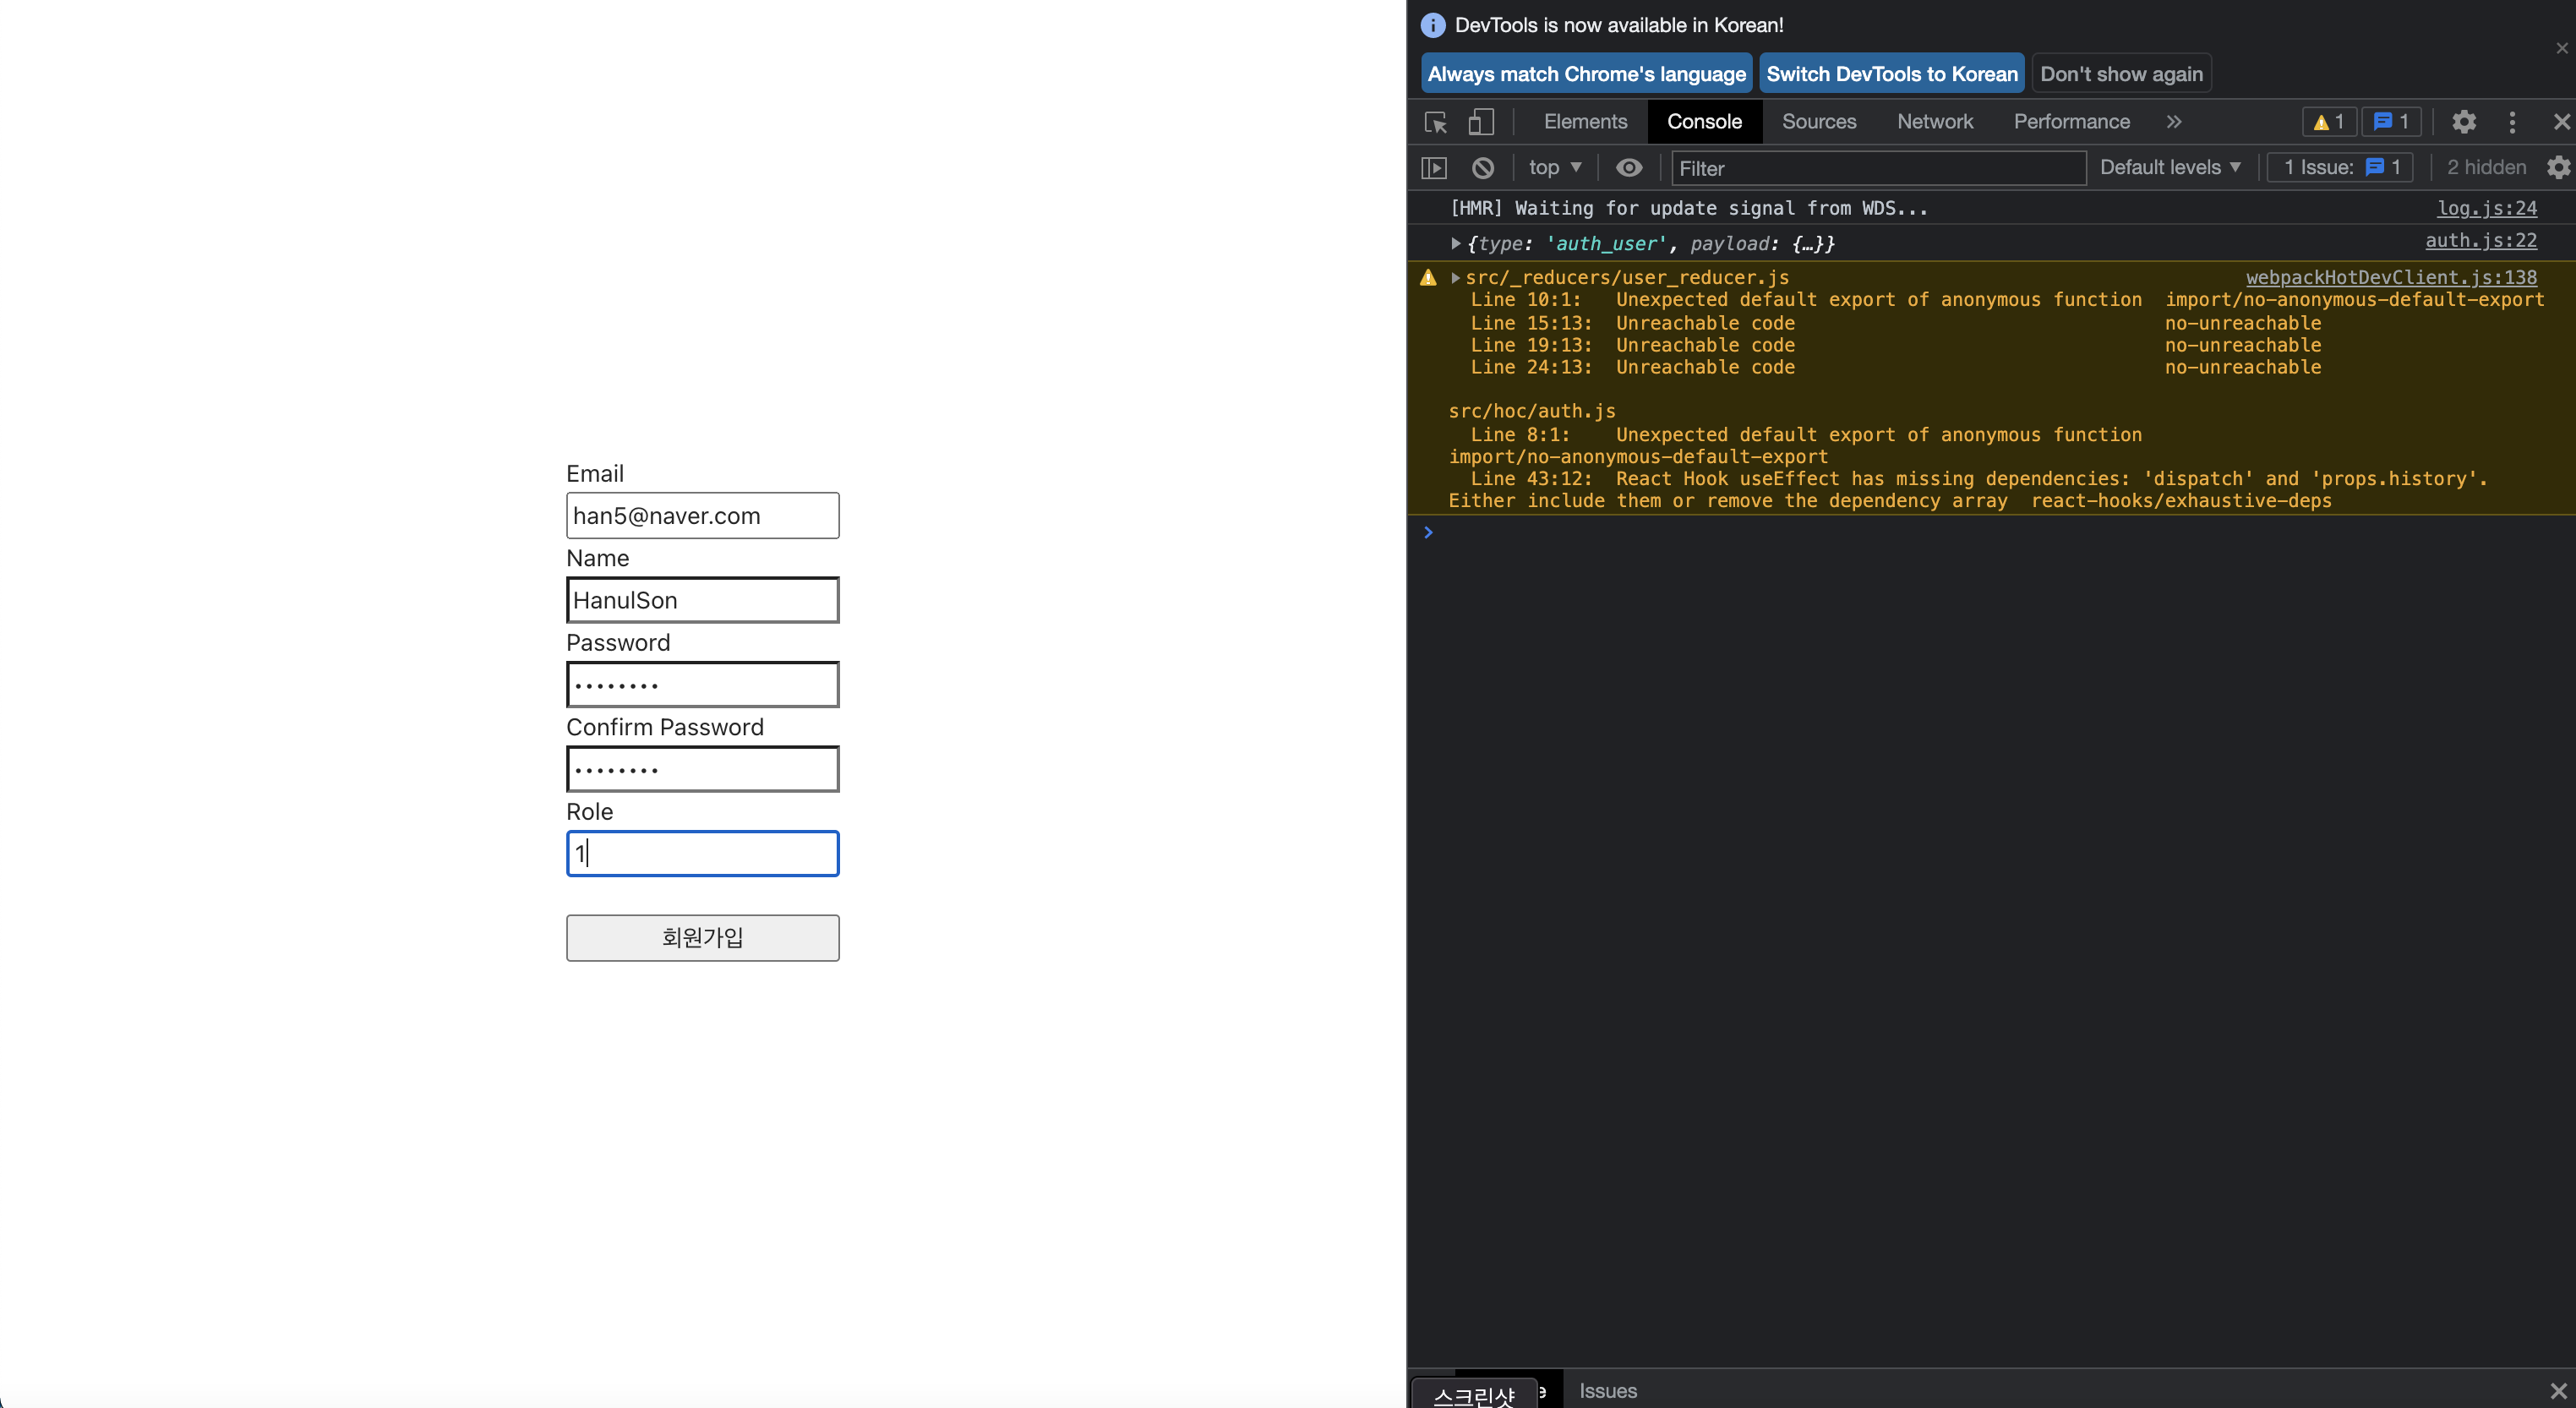 Email
han5@naver.com
Name
HanulSon
Password
••••••••
Confirm Password
••••••••
Role
1
회원가입
DevTools is now available in Korean!
Always match Chrome's language Switch DevTools to Korean Don't show again
Elements Console Sources Network Performance 1 1
top Filter Default levels 1 Issue: 1 2 hidden
[HMR] Waiting for update signal from WDS... log.js:24
{type: 'auth_user', payload: {…}} auth.js:22
src/_reducers/user_reducer.js webpackHotDevClient.js:138
Line 10:1: Unexpected default export of anonymous function import/no-anonymous-default-export
Line 15:13: Unreachable code no-unreachable
Line 19:13: Unreachable code no-unreachable
Line 24:13: Unreachable code no-unreachable
src/hoc/auth.js
Line 8:1: Unexpected default export of anonymous function
import/no-anonymous-default-export
Line 43:12: React Hook useEffect has missing dependencies: 'dispatch' and 'props.history'.
Either include them or remove the dependency array react-hooks/exhaustive-deps
스크린샷 Issues